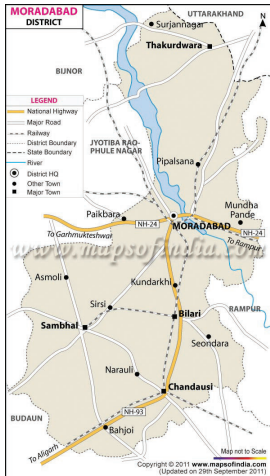 MORADABAD
DISTRICT
UTTARAKHAND
N
Surjannagar
Thakurdwara
BIJNOR
LEGEND
National Highway
Major Road
Railway
District Boundary
State Boundary
River
District HQ
Other Town
Major Town
JYOTIBA RAO-
PHULE NAGAR
Pipalsana
Mundha
Pande
Paikbara
MORADABAD
NH-24
NH-24
To Garhmukteshwar
To Rampur
www.mapsofindia.com
Asmoli
Kundarkhi
RAMPUR
Sirsi
Bilari
Sambhal
Seondara
Narauli
Chandausi
BUDAUN
NH-93
Bahjoi
To Aligarh
Map not to Scale
Copyright © 2011 www.mapsofindia.com
(Updated on 29th September 2011)